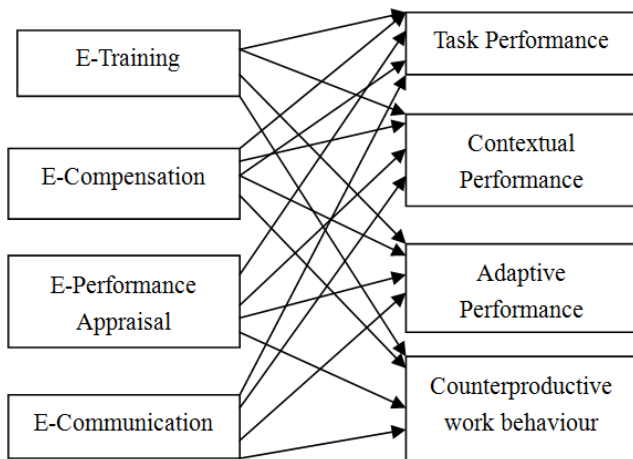 E-Training
E-Compensation
E-Performance
Appraisal
E-Communication
Task Performance
Contextual
Performance
Adaptive
Performance
Counterproductive
work behaviour